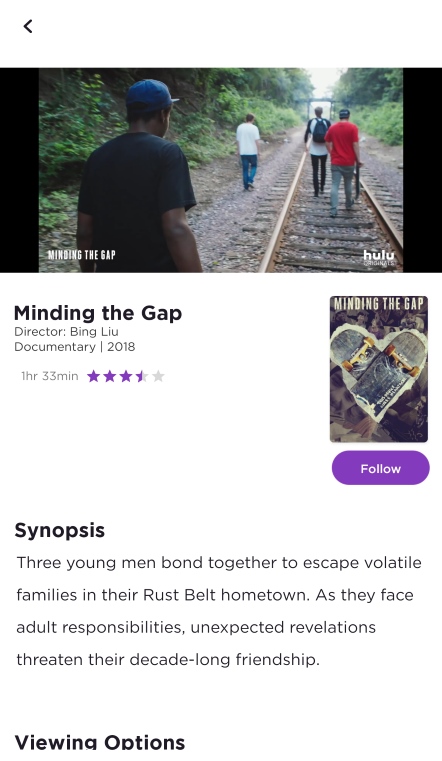 MINDING THE GAP
hulu
ORIGINALS
Minding the Gap
Director: Bing Liu
Documentary | 2018
1hr 33min
MINDING THE GAP
Follow
Synopsis
Three young men bond together to escape volatile
families in their Rust Belt hometown. As they face
adult responsibilities, unexpected revelations
threaten their decade-long friendship.
Viewing Options